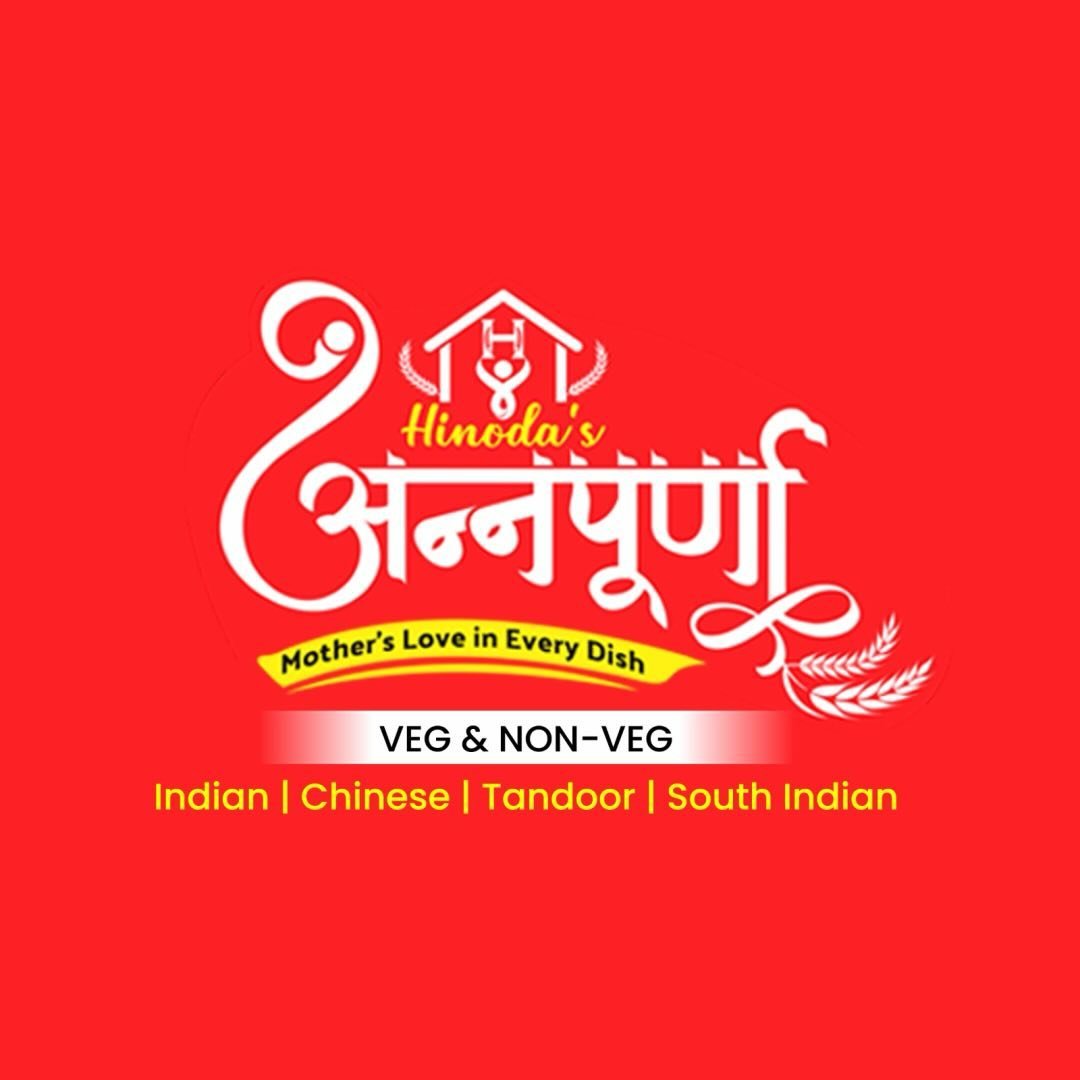 H
Hinoda's
अन्नपूर्णा
Mother's Love in Every Dish
VEG & NON-VEG
Indian | Chinese | Tandoor | South Indian